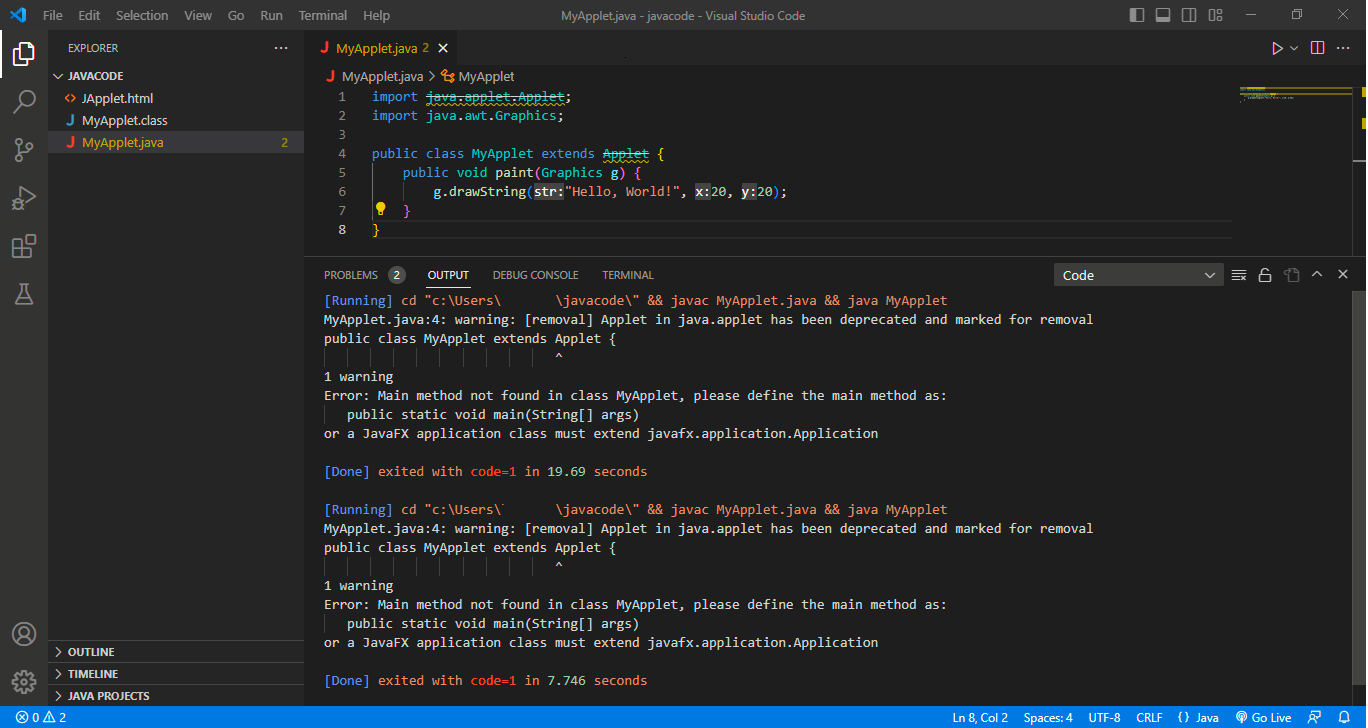 File Edit Selection View Go Run Terminal Help MyApplet.java - javacode - Visual Studio Code
EXPLORER
JAVACODE
JApplet.html
MyApplet.class
MyApplet.java 2
MyApplet.java 2
MyApplet.java > MyApplet
1 import java.applet.Applet;
2 import java.awt.Graphics;
3
4 public class MyApplet extends Applet {
5 public void paint(Graphics g) {
6 g.drawString(str:"Hello, World!", x:20, y:20);
7 }
8 }
PROBLEMS 2 OUTPUT DEBUG CONSOLE TERMINAL Code
[Running] cd "c:\Users\ \javacode\" && javac MyApplet.java && java MyApplet
MyApplet.java:4: warning: [removal] Applet in java.applet has been deprecated and marked for removal
public class MyApplet extends Applet {
^
1 warning
Error: Main method not found in class MyApplet, please define the main method as:
public static void main(String[] args)
or a JavaFX application class must extend javafx.application.Application
[Done] exited with code=1 in 19.69 seconds
[Running] cd "c:\Users\ \javacode\" && javac MyApplet.java && java MyApplet
MyApplet.java:4: warning: [removal] Applet in java.applet has been deprecated and marked for removal
public class MyApplet extends Applet {
^
1 warning
Error: Main method not found in class MyApplet, please define the main method as:
public static void main(String[] args)
or a JavaFX application class must extend javafx.application.Application
[Done] exited with code=1 in 7.746 seconds
OUTLINE
TIMELINE
JAVA PROJECTS
0 2 Ln 8, Col 2 Spaces: 4 UTF-8 CRLF {} Java Go Live